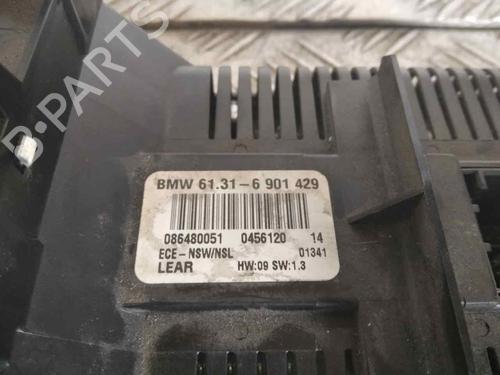 B-PARTS
BMW 61.31-6 901 429
086480051 0456120 14
ECE-NSW/NSL 01341
LEAR HW:09 SW:1.3